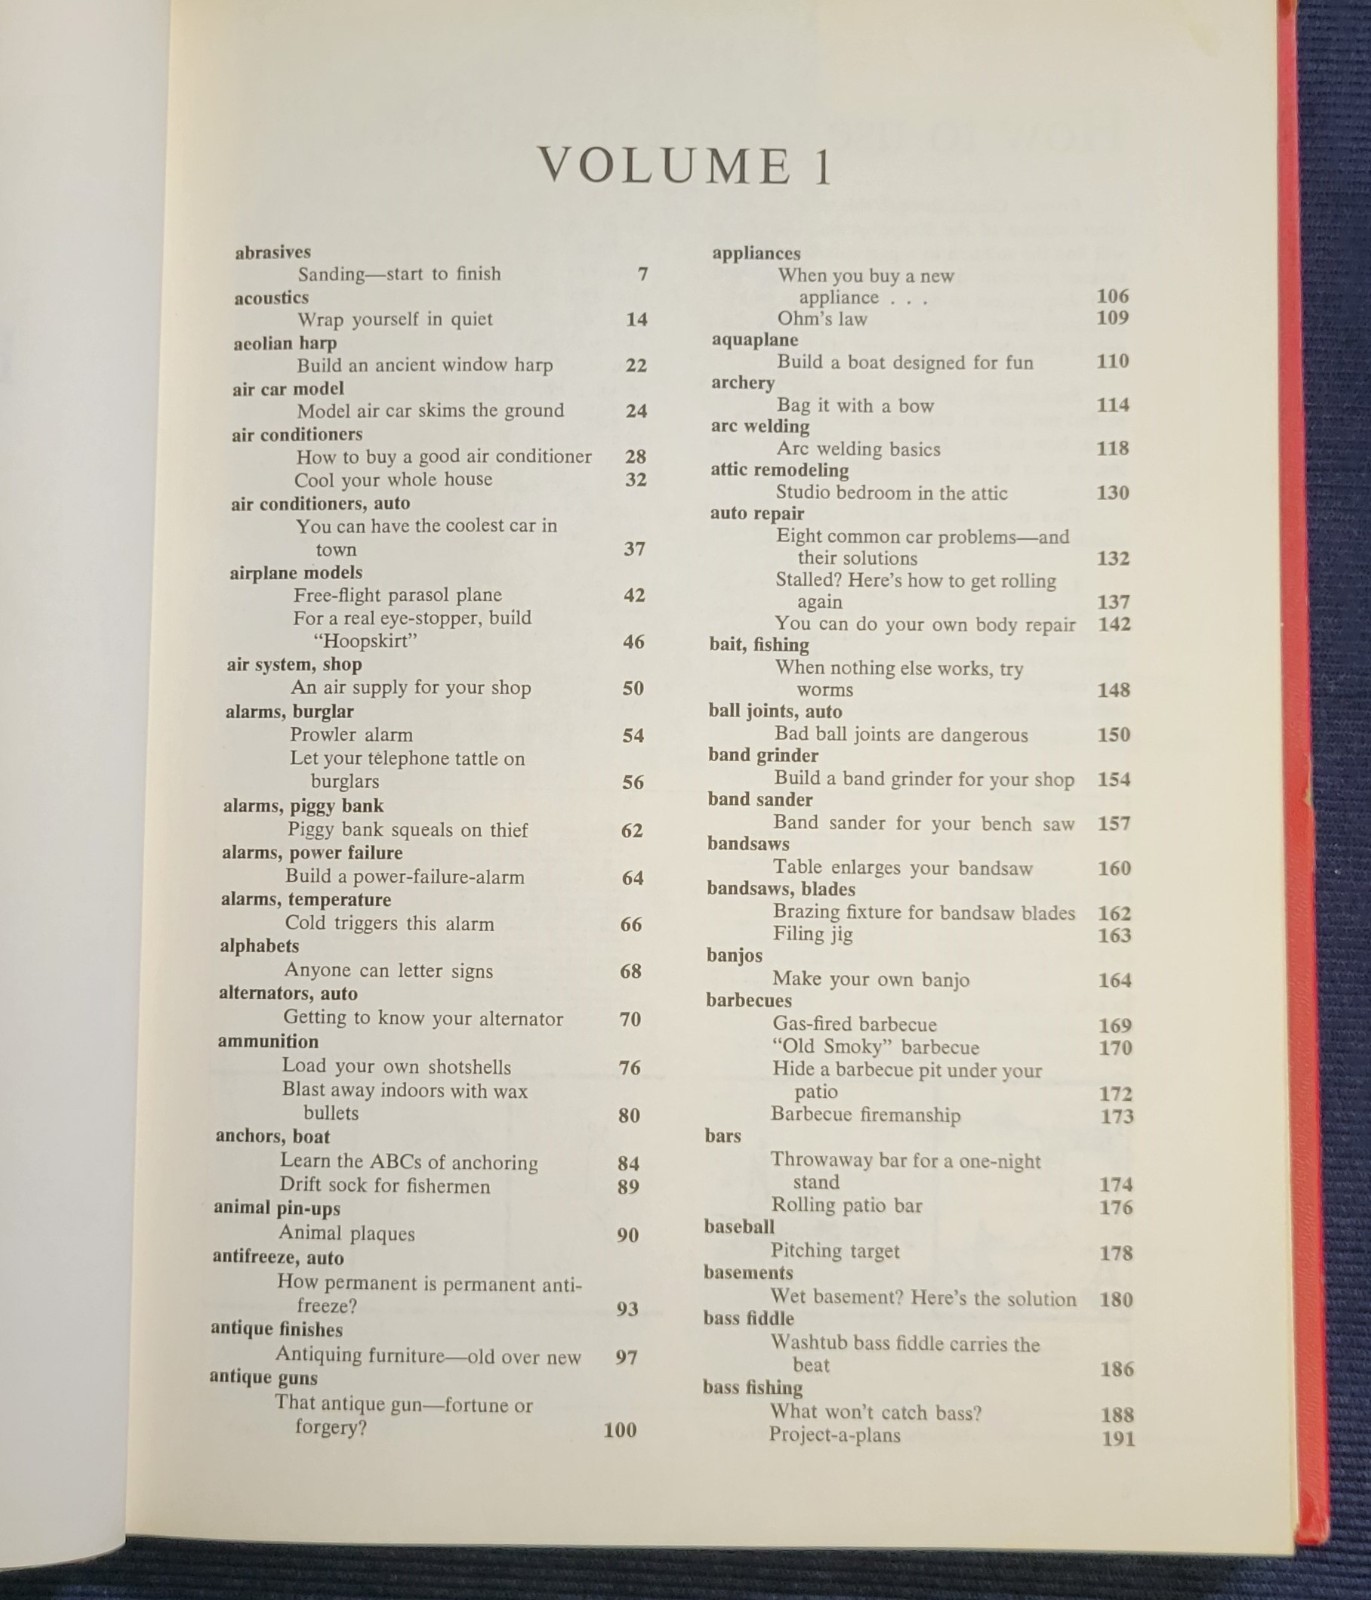 VOLUME 1
abrasives
Sanding—start to finish 7
acoustics
Wrap yourself in quiet 14
aeolian harp
Build an ancient window harp 22
air car model
Model air car skims the ground 24
air conditioners
How to buy a good air conditioner 28
Cool your whole house 32
air conditioners, auto
You can have the coolest car in
town 37
airplane models
Free-flight parasol plane 42
For a real eye-stopper, build
“Hoopskirt” 46
air system, shop
An air supply for your shop 50
alarms, burglar
Prowler alarm 54
Let your telephone tattle on
burglars 56
alarms, piggy bank
Piggy bank squeals on thief 62
alarms, power failure
Build a power-failure-alarm 64
alarms, temperature
Cold triggers this alarm 66
alphabets
Anyone can letter signs 68
alternators, auto
Getting to know your alternator 70
ammunition
Load your own shotshells 76
Blast away indoors with wax
bullets 80
anchors, boat
Learn the ABCs of anchoring 84
Drift sock for fishermen 89
animal pin-ups
Animal plaques 90
antifreeze, auto
How permanent is permanent anti-
freeze? 93
antique finishes
Antiquing furniture—old over new 97
antique guns
That antique gun—fortune or
forgery? 100
appliances
When you buy a new
appliance . . . 106
Ohm's law 109
aquaplane
Build a boat designed for fun 110
archery
Bag it with a bow 114
arc welding
Arc welding basics 118
attic remodeling
Studio bedroom in the attic 130
auto repair
Eight common car problems—and
their solutions 132
Stalled? Here's how to get rolling
again 137
You can do your own body repair 142
bait, fishing
When nothing else works, try
worms 148
ball joints, auto
Bad ball joints are dangerous 150
band grinder
Build a band grinder for your shop 154
band sander
Band sander for your bench saw 157
bandsaws
Table enlarges your bandsaw 160
bandsaws, blades
Brazing fixture for bandsaw blades 162
Filing jig 163
banjos
Make your own banjo 164
barbecues
Gas-fired barbecue 169
“Old Smoky” barbecue 170
Hide a barbecue pit under your
patio 172
Barbecue firemanship 173
bars
Throwaway bar for a one-night
stand 174
Rolling patio bar 176
baseball
Pitching target 178
basements
Wet basement? Here's the solution 180
bass fiddle
Washtub bass fiddle carries the
beat 186
bass fishing
What won't catch bass? 188
Project-a-plans 191